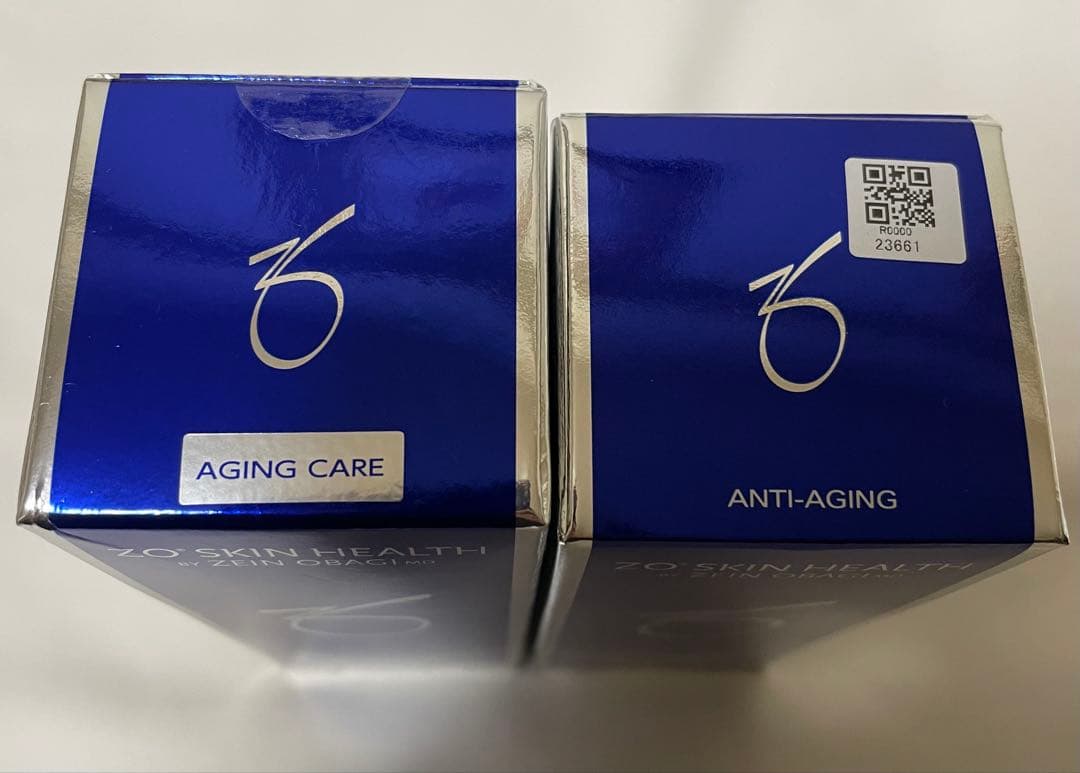 AGING CARE
ZO® SKIN HEALTH
BY ZEIN OBAGI MD
R0000
23661
ANTI-AGING
ZO® SKIN HEALTH
BY ZEIN OBAGI MD